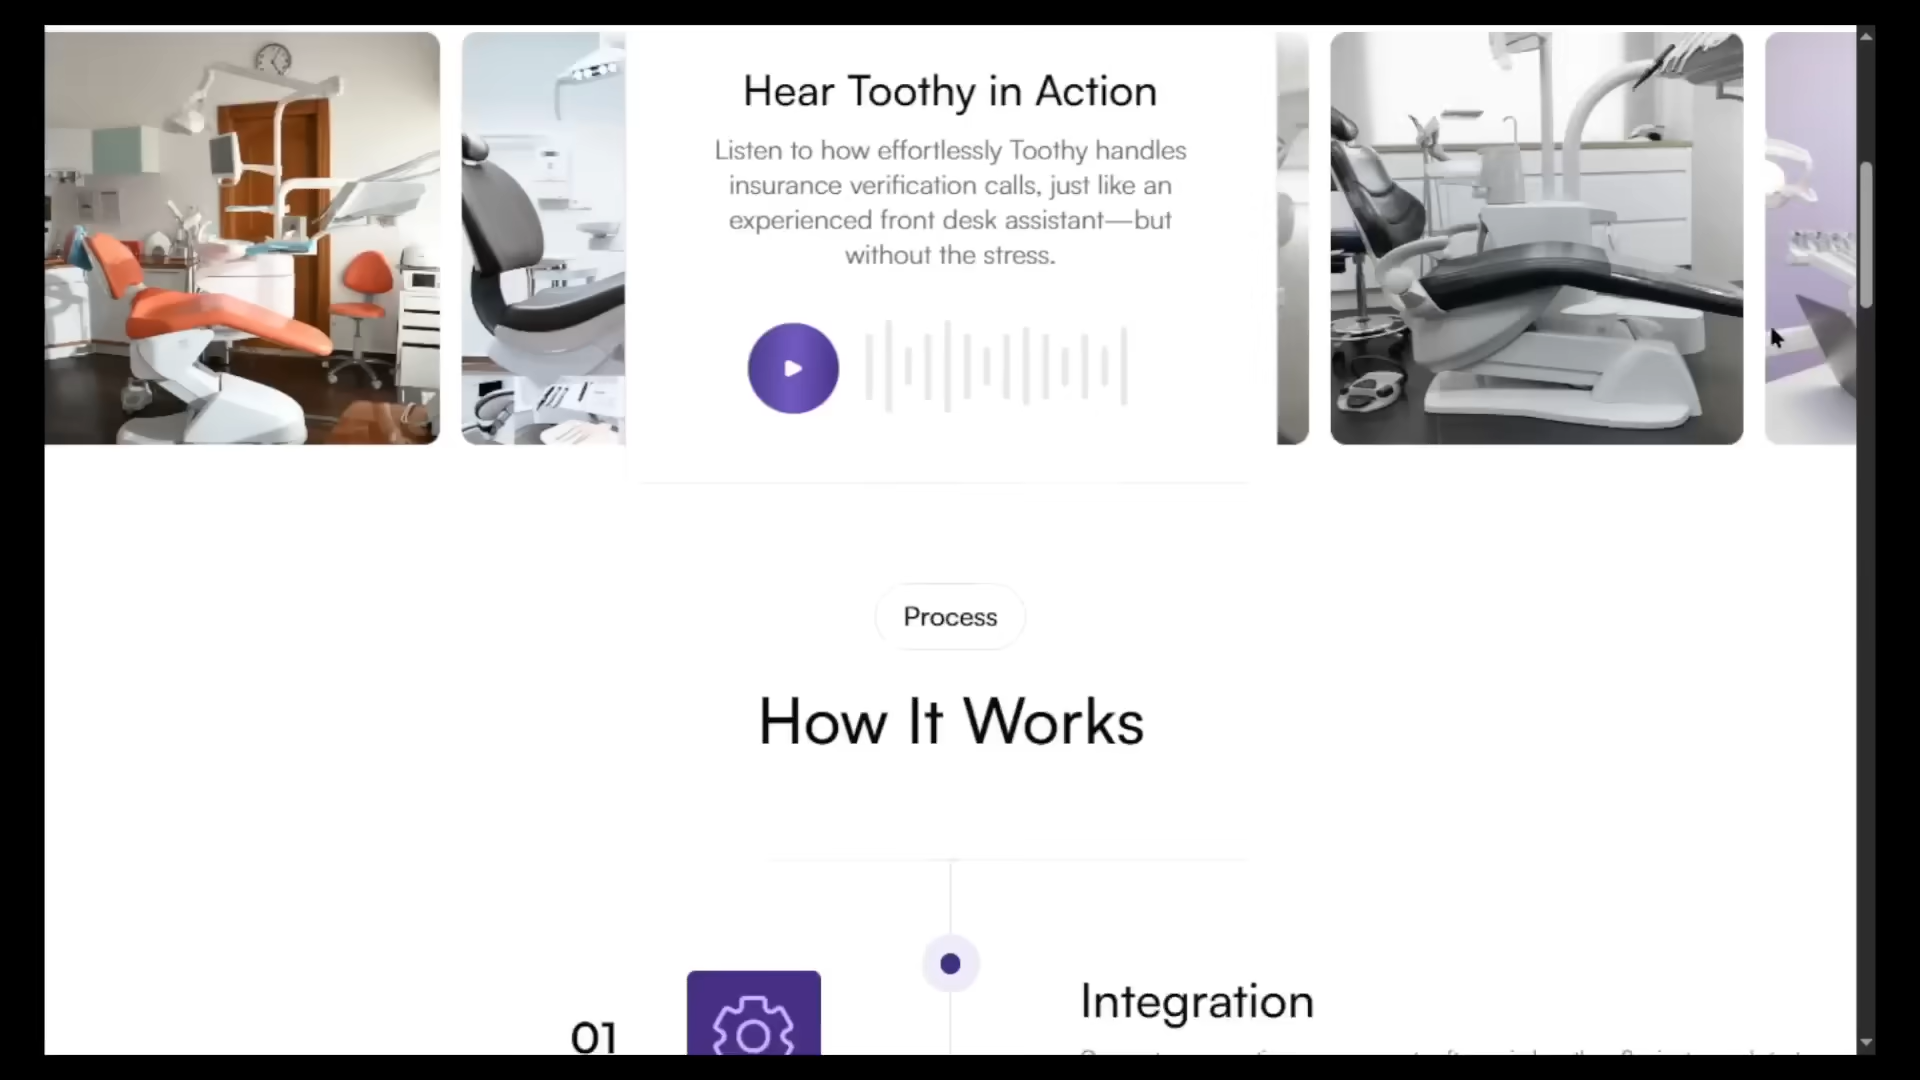 Hear Toothy in Action
Listen to how effortlessly Toothy handles
insurance verification calls, just like an
experienced front desk assistant—but
without the stress.
Process
How It Works
01
Integration